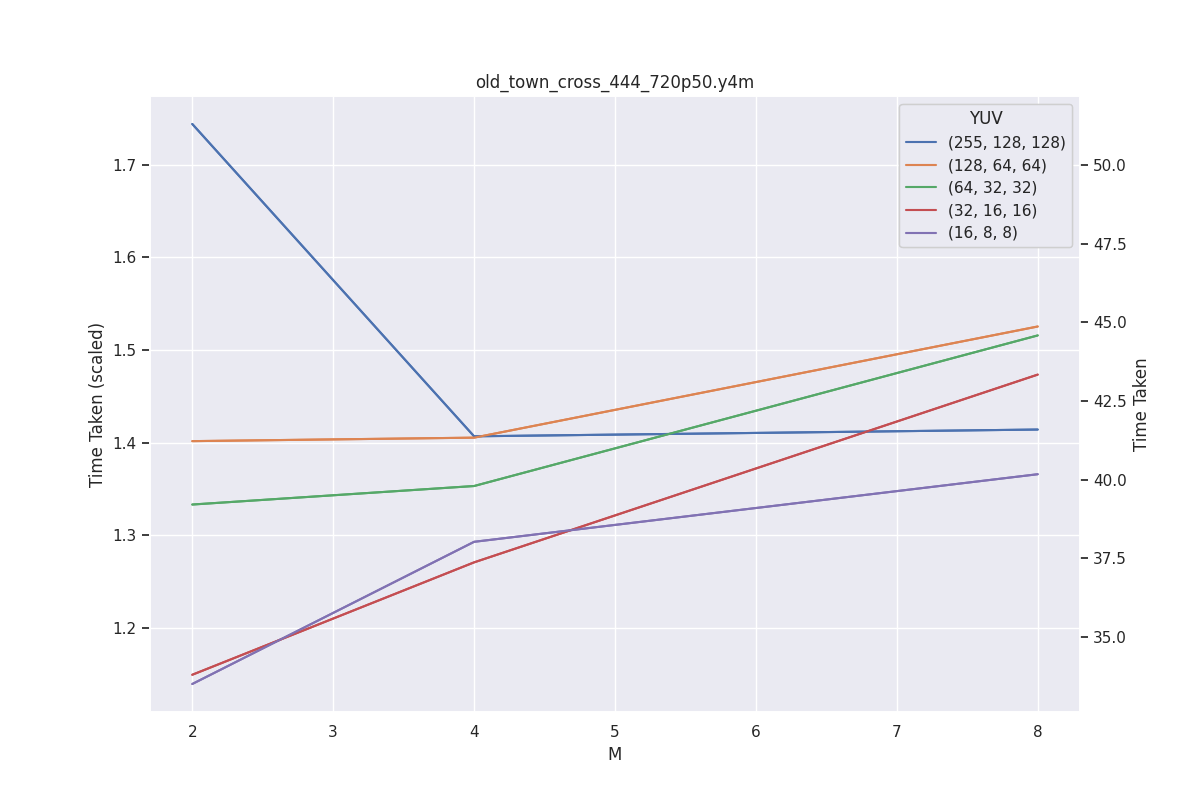 old_town_cross_444_720p50.y4m
YUV
(255, 128, 128)
(128, 64, 64)
(64, 32, 32)
(32, 16, 16)
(16, 8, 8)
Time Taken (scaled)
1.7
1.6
1.5
1.4
1.3
1.2
50.0
47.5
45.0
42.5
40.0
37.5
35.0
Time Taken
2 3 4 5 6 7 8
M